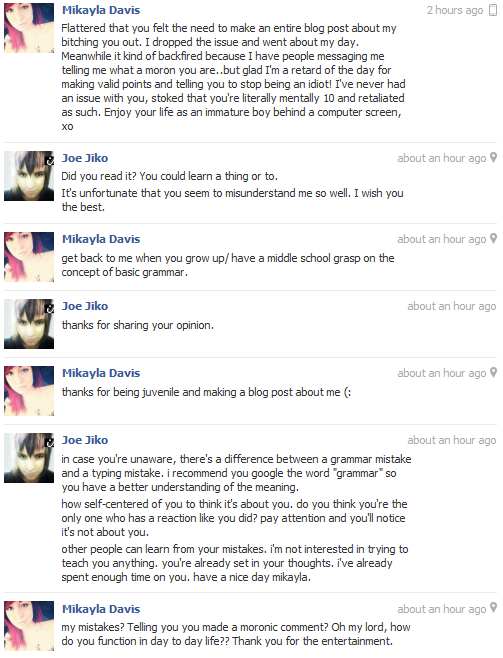 Mikayla Davis 2 hours ago
Flattered that you felt the need to make an entire blog post about my
bitching you out. I dropped the issue and went about my day.
Meanwhile it kind of backfired because I have people messaging me
telling me what a moron you are..but glad I'm a retard of the day for
making valid points and telling you to stop being an idiot! I've never had
an issue with you, stoked that you're literally mentally 10 and retaliated
as such. Enjoy your life as an immature boy behind a computer screen,
xo
Joe Jiko about an hour ago
Did you read it? You could learn a thing or to.
It's unfortunate that you seem to misunderstand me so well. I wish you
the best.
Mikayla Davis about an hour ago
get back to me when you grow up/ have a middle school grasp on the
concept of basic grammar.
Joe Jiko about an hour ago
thanks for sharing your opinion.
Mikayla Davis about an hour ago
thanks for being juvenile and making a blog post about me (:
Joe Jiko about an hour ago
in case you're unaware, there's a difference between a grammar mistake
and a typing mistake. i recommend you google the word "grammar" so
you have a better understanding of the meaning.
how self-centered of you to think it's about you. do you think you're the
only one who has a reaction like you did? pay attention and you'll notice
it's not about you.
other people can learn from your mistakes. i'm not interested in trying to
teach you anything. you're already set in your thoughts. i've already
spent enough time on you. have a nice day mikayla.
Mikayla Davis about an hour ago
my mistakes? Telling you you made a moronic comment? Oh my lord, how
do you function in day to day life?? Thank you for the entertainment.